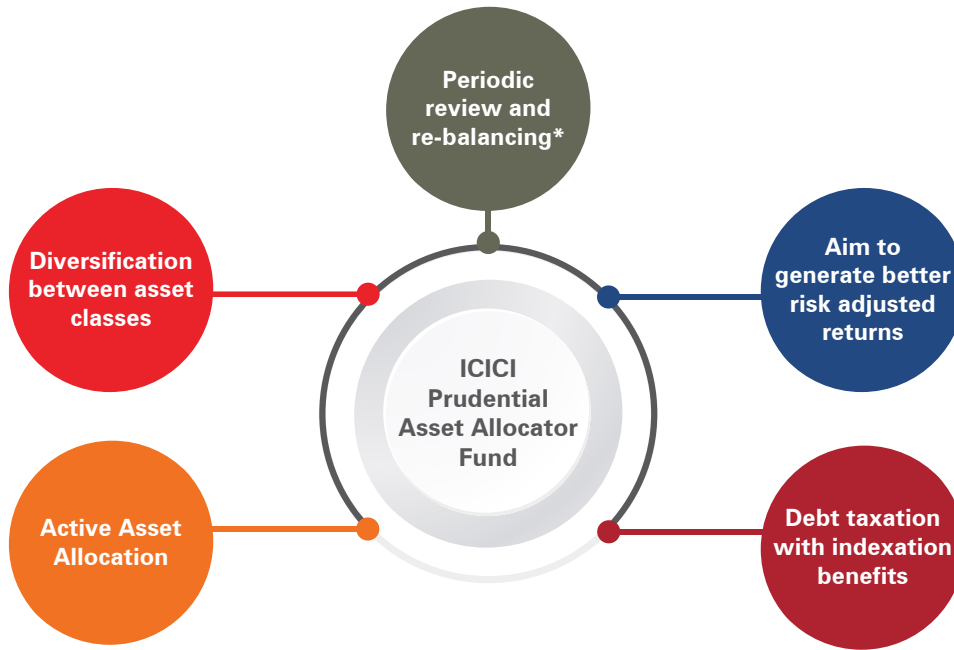 Periodic
review and
re-balancing*
Diversification
between asset
classes
Aim to
generate better
risk adjusted
returns
ICICI
Prudential
Asset Allocator
Fund
Active Asset
Allocation
Debt taxation
with indexation
benefits